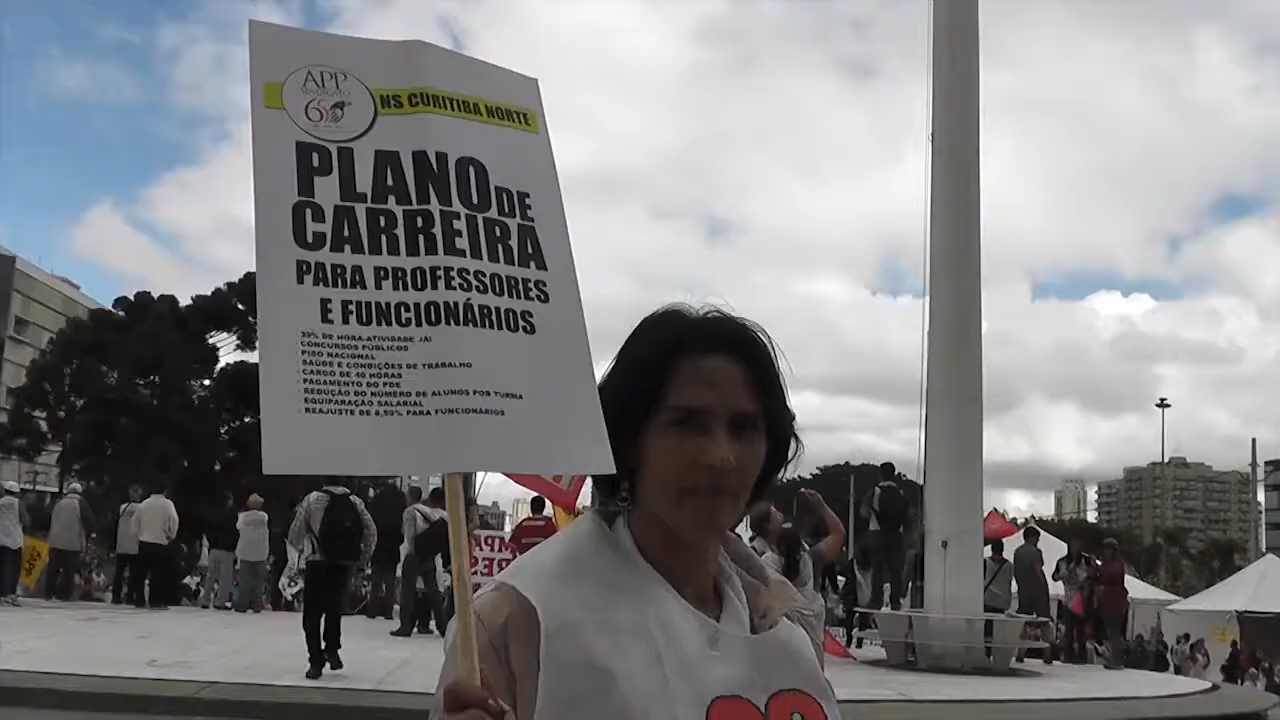 APP
SINDICATO
65
NS CURITIBA NORTE
PLANO DE
CARREIRA
PARA PROFESSORES
E FUNCIONÁRIOS
· 33% DE HORA-ATIVIDADE JÁ!
· CONCURSOS PÚBLICOS
· PISO NACIONAL
· SAÚDE E CONDIÇÕES DE TRABALHO
· CARGO DE 40 HORAS
· PAGAMENTO DO PDE
· REDUÇÃO DO NÚMERO DE ALUNOS POR TURMA
· EQUIPARAÇÃO SALARIAL
· REAJUSTE DE 8,59% PARA FUNCIONÁRIOS